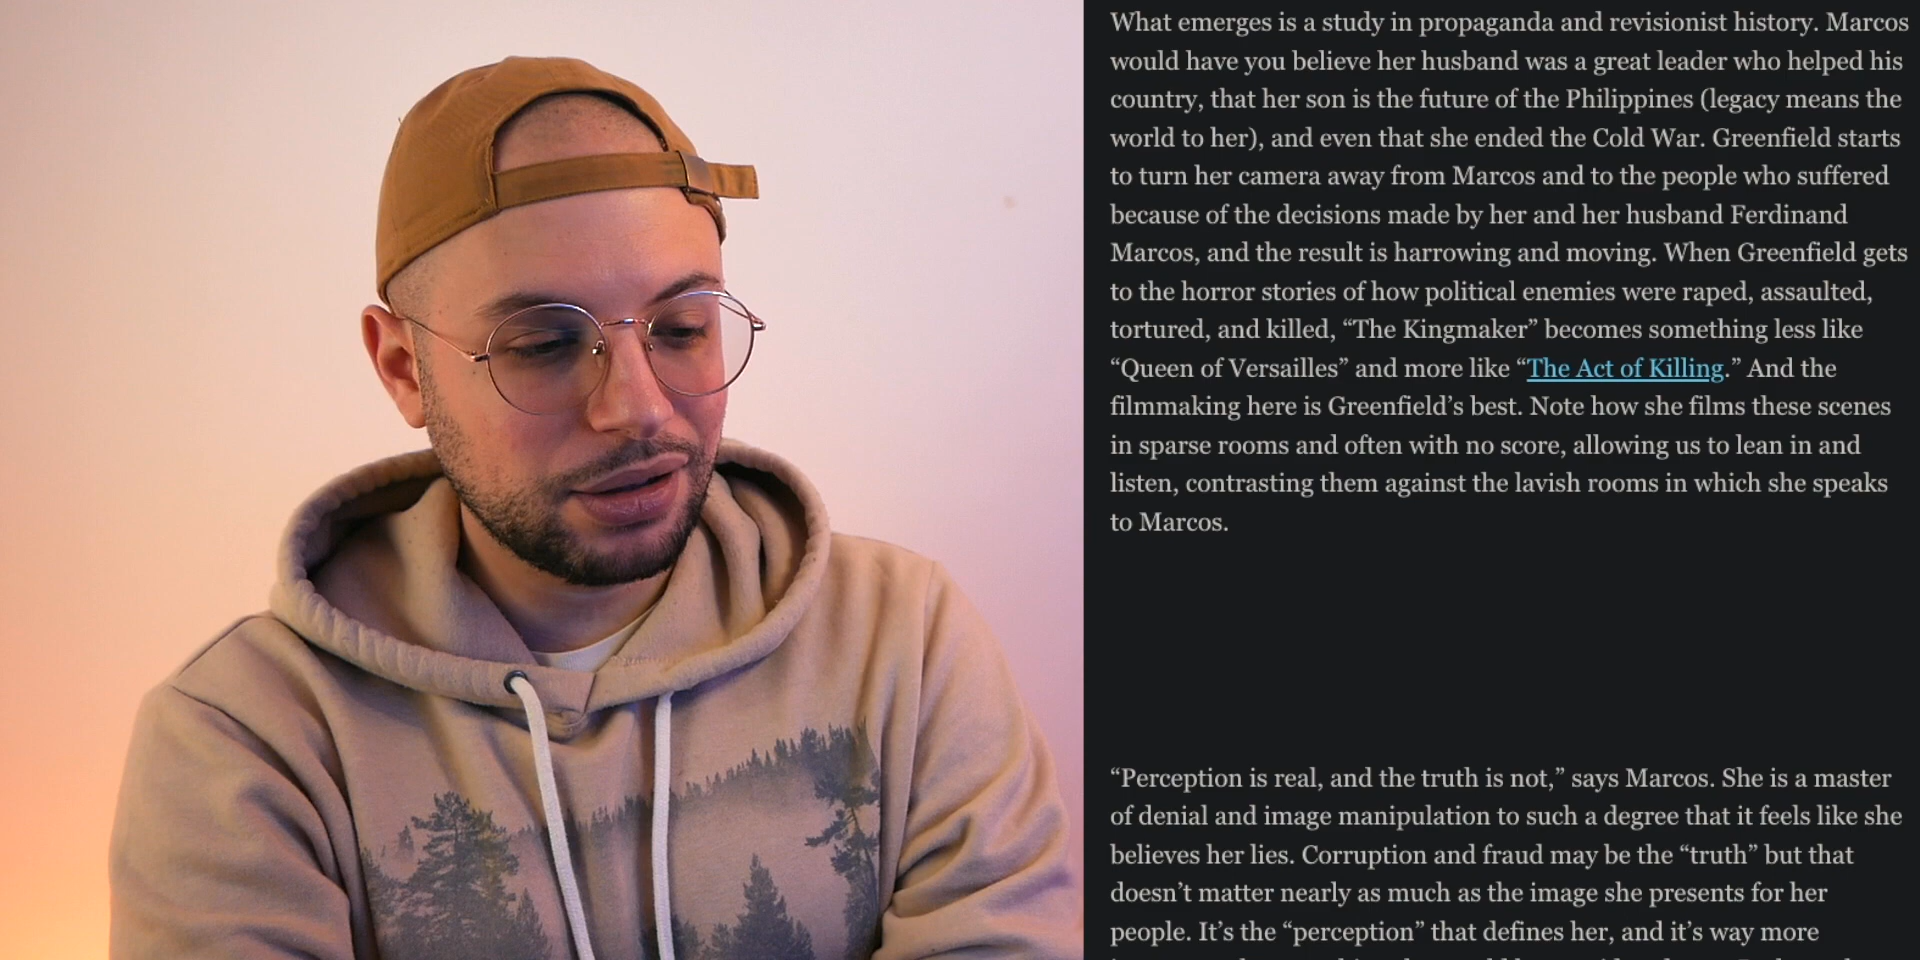 What emerges is a study in propaganda and revisionist history. Marcos
would have you believe her husband was a great leader who helped his
country, that her son is the future of the Philippines (legacy means the
world to her), and even that she ended the Cold War. Greenfield starts
to turn her camera away from Marcos and to the people who suffered
because of the decisions made by her and her husband Ferdinand
Marcos, and the result is harrowing and moving. When Greenfield gets
to the horror stories of how political enemies were raped, assaulted,
tortured, and killed, “The Kingmaker” becomes something less like
“Queen of Versailles” and more like “The Act of Killing.” And the
filmmaking here is Greenfield’s best. Note how she films these scenes
in sparse rooms and often with no score, allowing us to lean in and
listen, contrasting them against the lavish rooms in which she speaks
to Marcos.
“Perception is real, and the truth is not,” says Marcos. She is a master
of denial and image manipulation to such a degree that it feels like she
believes her lies. Corruption and fraud may be the “truth” but that
doesn’t matter nearly as much as the image she presents for her
people. It’s the “perception” that defines her, and it’s way more